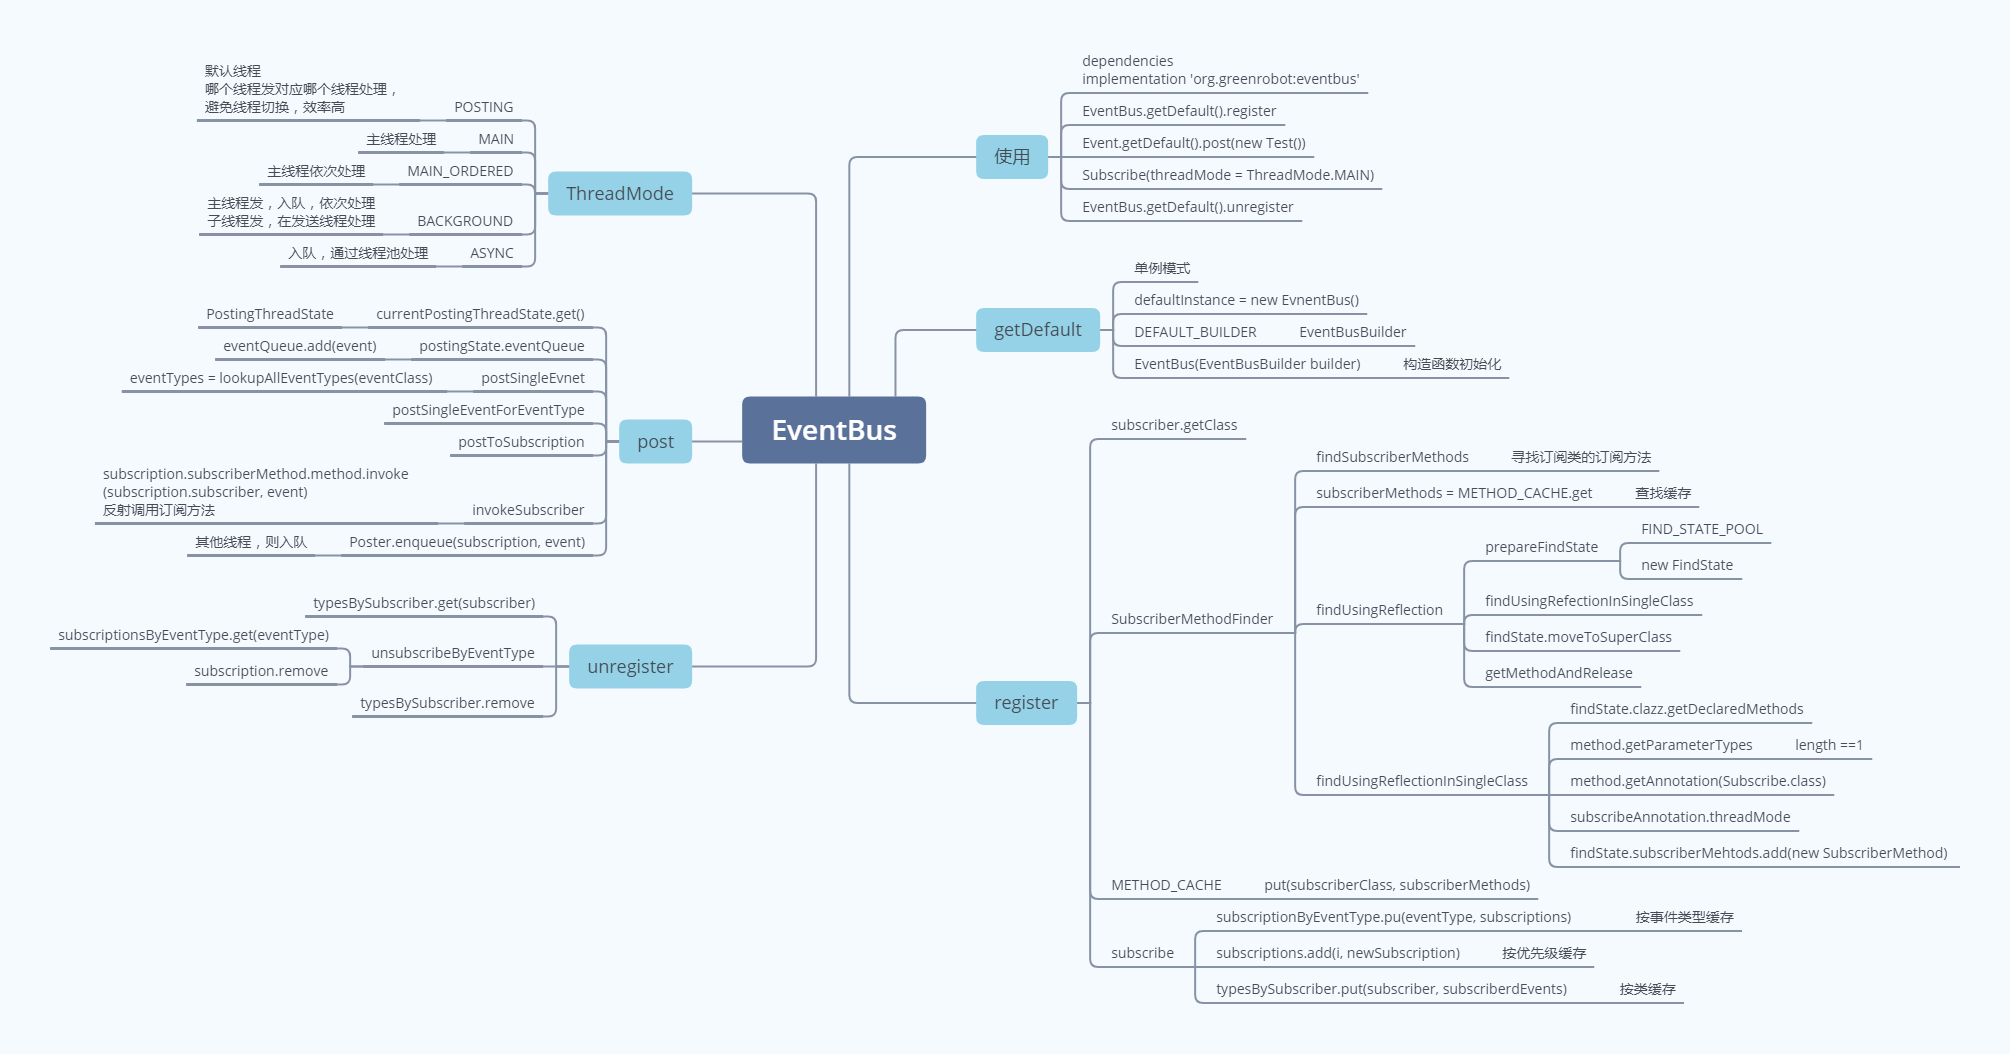 EventBus
使用
dependencies
implementation 'org.greenrobot:eventbus'
EventBus.getDefault().register
Event.getDefault().post(new Test())
Subscribe(threadMode = ThreadMode.MAIN)
EventBus.getDefault().unregister
getDefault
单例模式
defaultInstance = new EvnentBus()
DEFAULT_BUILDER
EventBusBuilder
EventBus(EventBusBuilder builder)
构造函数初始化
register
subscriber.getClass
SubscriberMethodFinder
findSubscriberMethods
寻找订阅类的订阅方法
subscriberMethods = METHOD_CACHE.get
查找缓存
findUsingReflection
prepareFindState
FIND_STATE_POOL
new FindState
findUsingRefectionInSingleClass
findState.moveToSuperClass
getMethodAndRelease
findUsingReflectionInSingleClass
findState.clazz.getDeclaredMethods
method.getParameterTypes
length ==1
method.getAnnotation(Subscribe.class)
subscribeAnnotation.threadMode
findState.subscriberMehtods.add(new SubscriberMethod)
METHOD_CACHE
put(subscriberClass, subscriberMethods)
subscribe
subscriptionByEventType.pu(eventType, subscriptions)
按事件类型缓存
subscriptions.add(i, newSubscription)
按优先级缓存
typesBySubscriber.put(subscriber, subscriberdEvents)
按类缓存
ThreadMode
POSTING
默认线程
哪个线程发对应哪个线程处理，
避免线程切换，效率高
MAIN
主线程处理
MAIN_ORDERED
主线程依次处理
BACKGROUND
主线程发，入队，依次处理
子线程发，在发送线程处理
ASYNC
入队，通过线程池处理
post
currentPostingThreadState.get()
PostingThreadState
postingState.eventQueue
eventQueue.add(event)
postSingleEvnet
eventTypes = lookupAllEventTypes(eventClass)
postSingleEventForEventType
postToSubscription
invokeSubscriber
subscription.subscriberMethod.method.invoke
(subscription.subscriber, event)
反射调用订阅方法
Poster.enqueue(subscription, event)
其他线程，则入队
unregister
typesBySubscriber.get(subscriber)
unsubscribeByEventType
subscriptionsByEventType.get(eventType)
subscription.remove
typesBySubscriber.remove